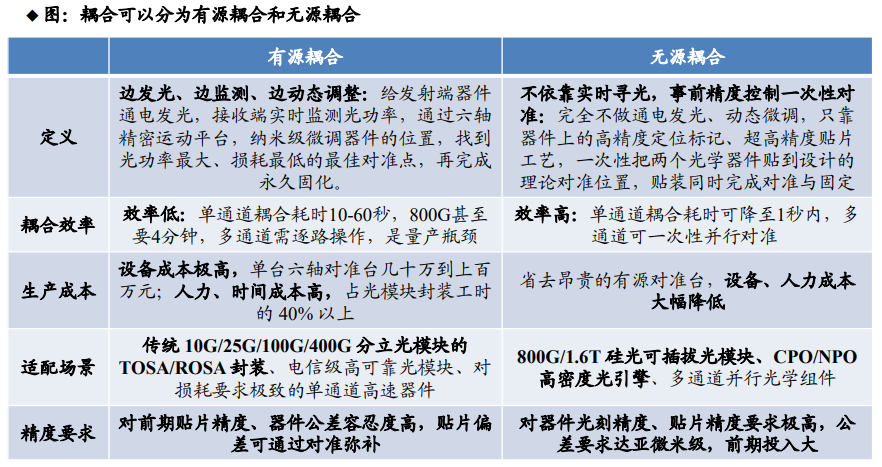 ◆ 图：耦合可以分为有源耦合和无源耦合
有源耦合
无源耦合
定义
边发光、边监测、边动态调整：给发射端器件
通电发光，接收端实时监测光功率，通过六轴
精密运动平台，纳米级微调器件的位置，找到
光功率最大、损耗最低的最佳对准点，再完成
永久固化。
不依靠实时寻光，事前精度控制一次性对
准：完全不做通电发光、动态微调，只靠
器件上的高精度定位标记、超高精度贴片
工艺，一次性把两个光学器件贴到设计的
理论对准位置，贴装同时完成对准与固定
耦合效率
效率低：单通道耦合耗时10-60秒，800G甚至
要4分钟，多通道需逐路操作，是量产瓶颈
效率高：单通道耦合耗时可降至1秒内，多
通道可一次性并行对准
生产成本
设备成本极高，单台六轴对准台几十万到上百
万元；人力、时间成本高，占光模块封装工时
的 40% 以上
省去昂贵的有源对准台，设备、人力成本
大幅降低
适配场景
传统 10G/25G/100G/400G 分立光模块的
TOSA/ROSA 封装、电信级高可靠光模块、对
损耗要求极致的单通道高速器件
800G/1.6T 硅光可插拔光模块、CPO/NPO
高密度光引擎、多通道并行光学组件
精度要求
对前期贴片精度、器件公差容忍度高，贴片偏
差可通过对准弥补
对器件光刻精度、贴片精度要求极高，公
差要求达亚微米级，前期投入大